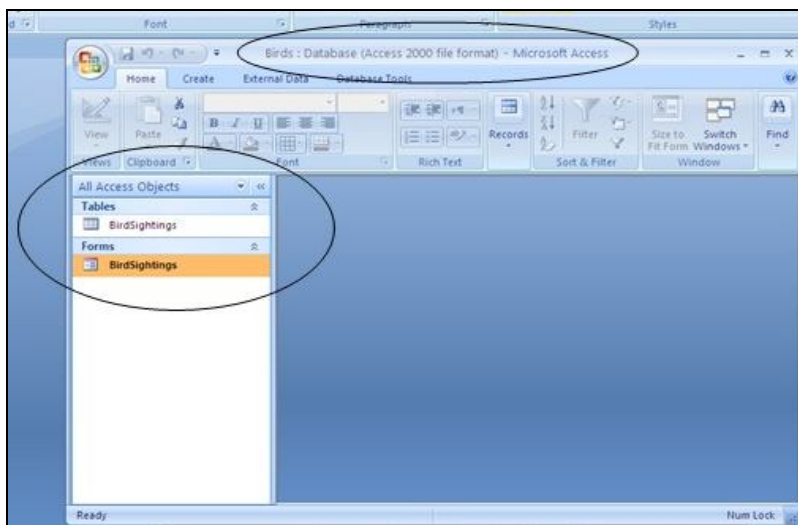 Font Paragraph Styles
Birds : Database (Access 2000 file format) - Microsoft Access
Home Create External Data Database Tools
View Paste B I U A Records Filter Size to Fit Form Switch Windows Find
Views Clipboard Font Rich Text Sort & Filter Window
All Access Objects
Tables
BirdSightings
Forms
BirdSightings
Ready Num Lock